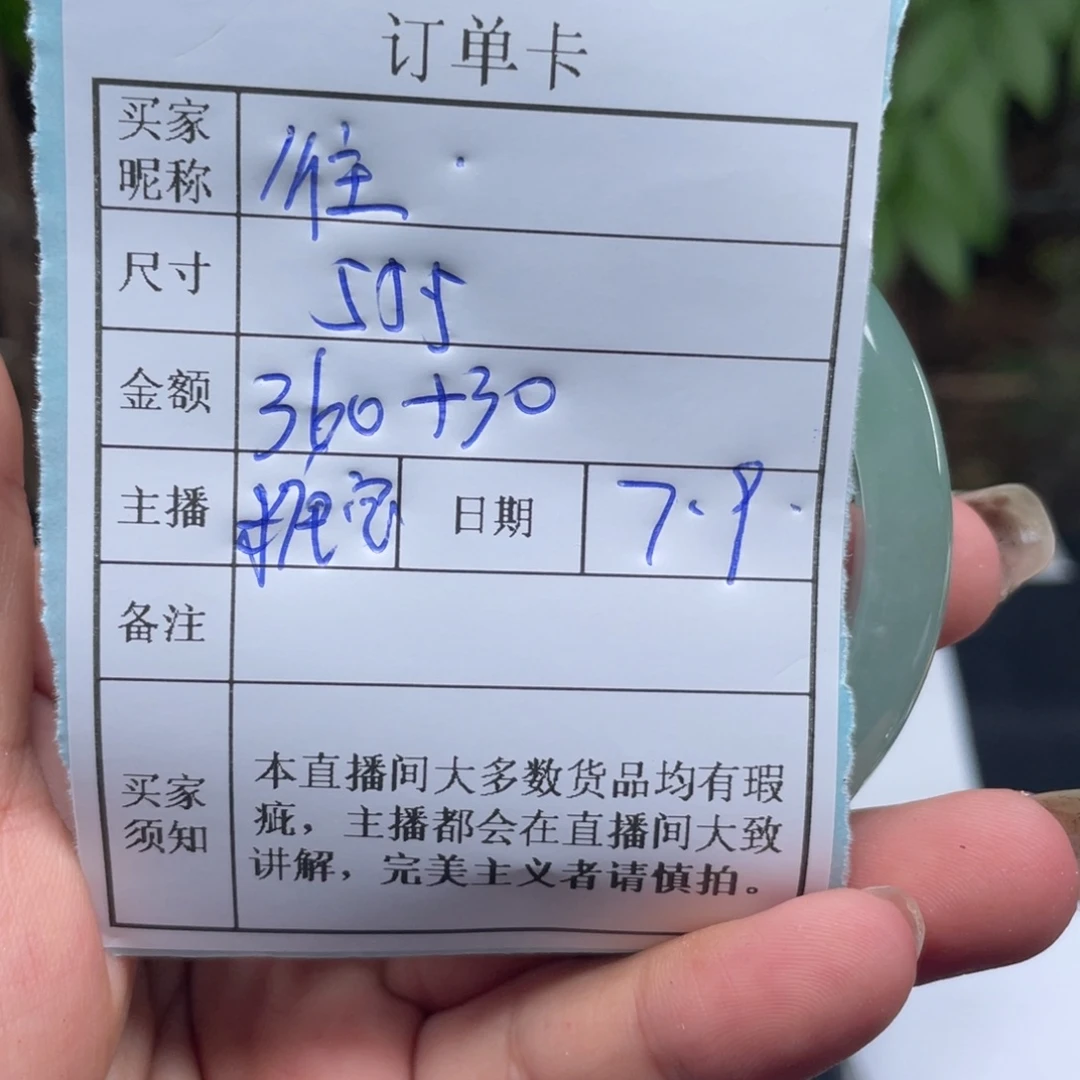 订单卡
买家昵称
尺寸
金额 360+30
主播 日期 7.9.
备注
买家须知
本直播间大多数货品均有瑕
疵，主播都会在直播间大致
讲解，完美主义者请慎拍。